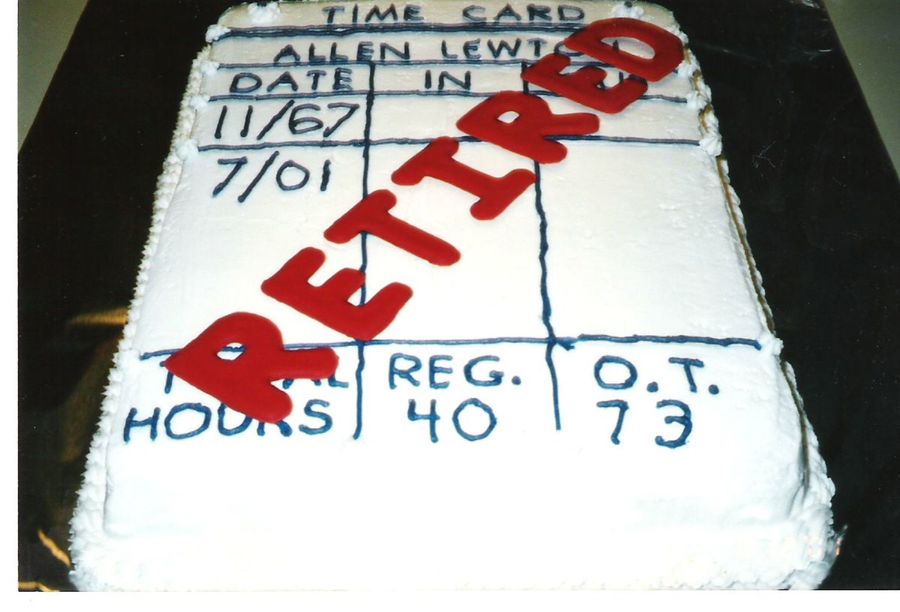 TIME CARD
ALLEN
DATE IN
11/67
7/01
RETIRED
REG. O.T.
HOURS 40 73